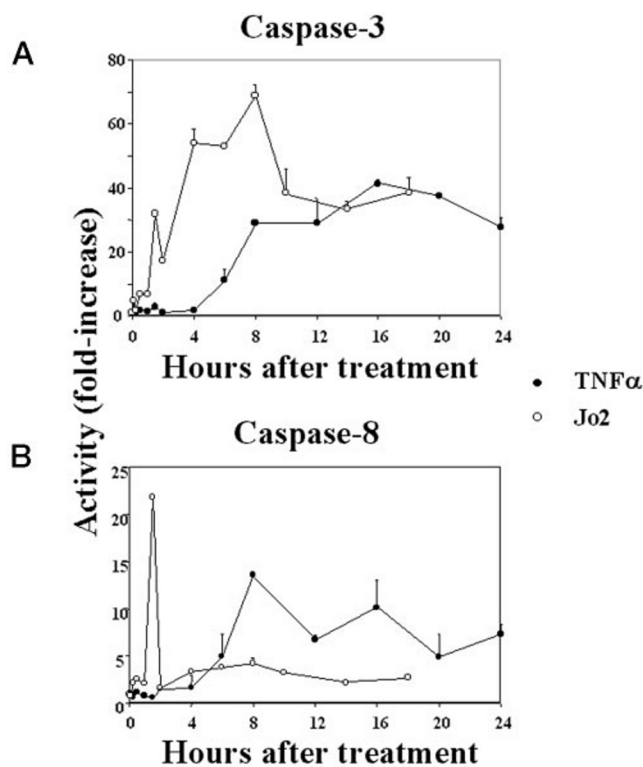 Caspase-3
A
80
60
40
20
0
0 4 8 12 16 20 24
Hours after treatment
Activity (fold-increase)
TNFα
Jo2
Caspase-8
B
25
20
15
10
5
0
0 4 8 12 16 20 24
Hours after treatment